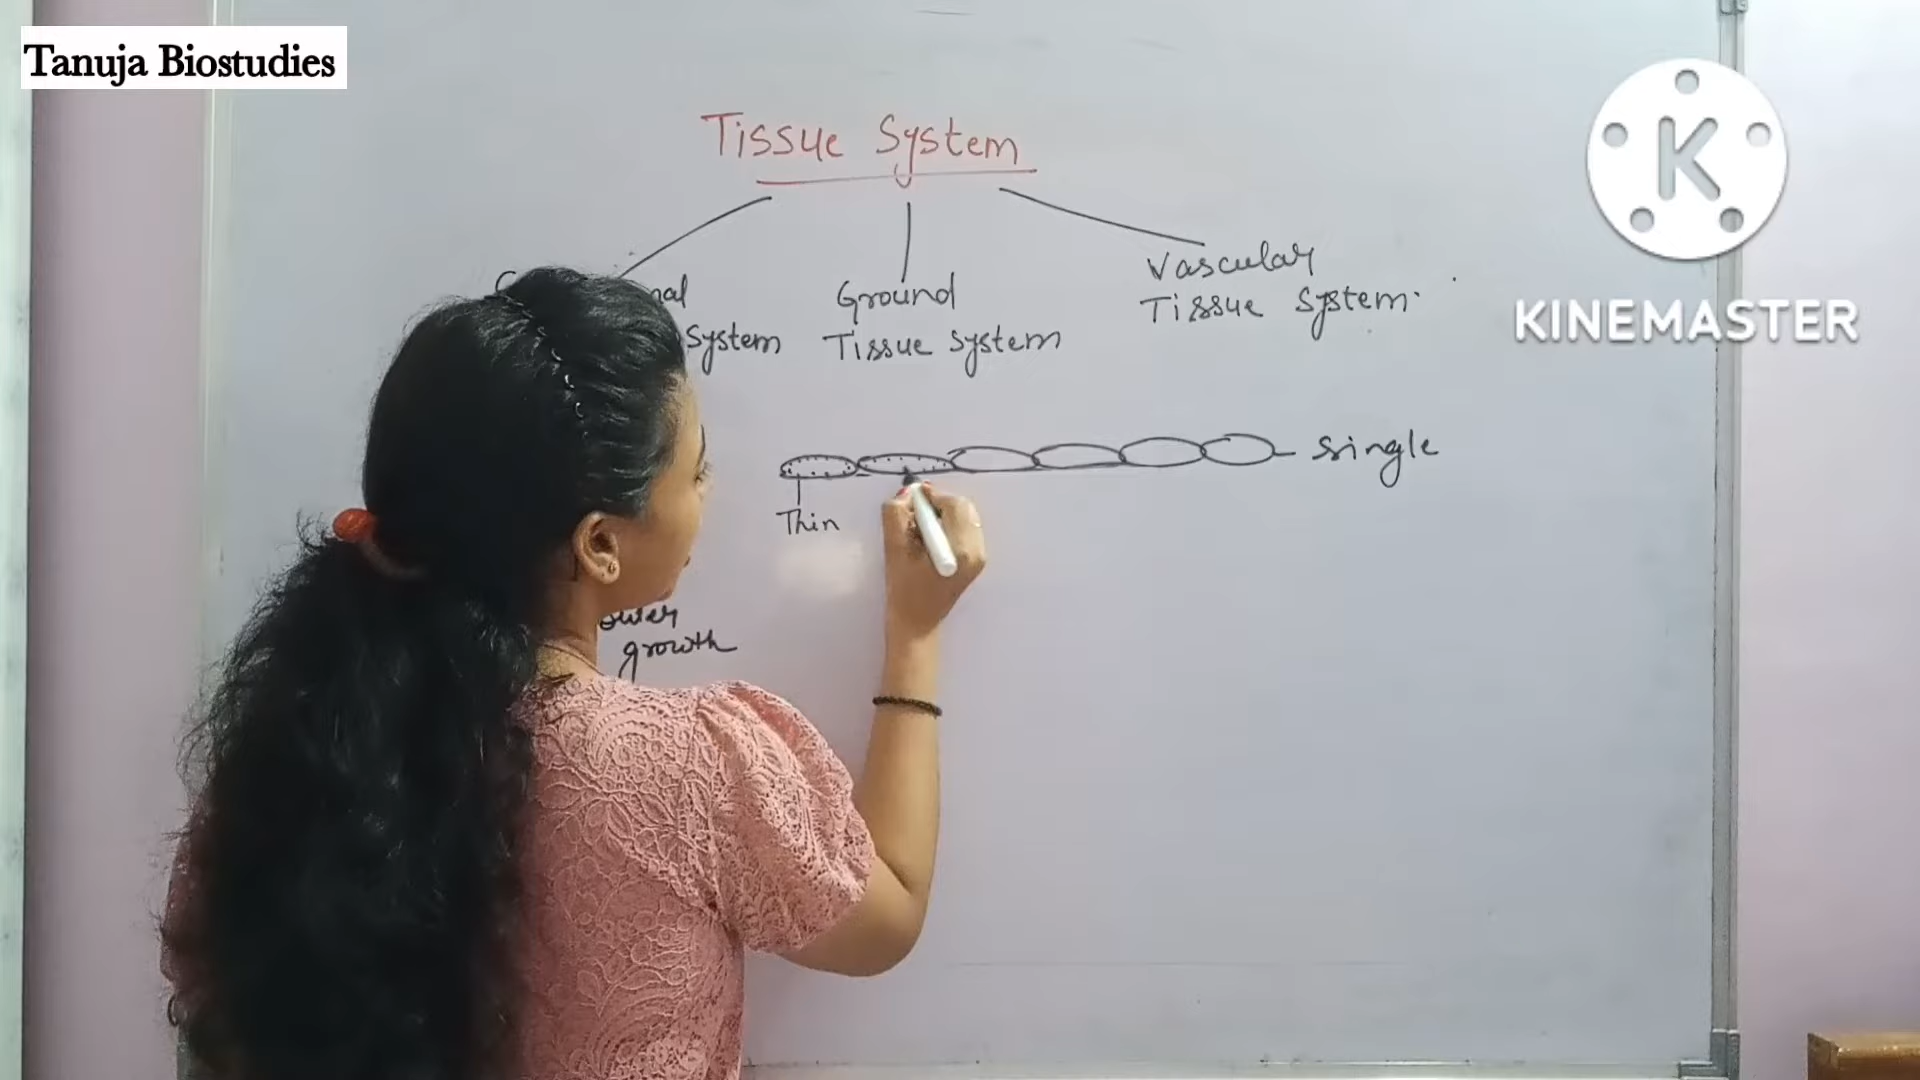 Tanuja Biostudies
Tissue System
Vascular
Tissue System.
Ground
Tissue System
System
KINEMASTER
single
Thin
growth